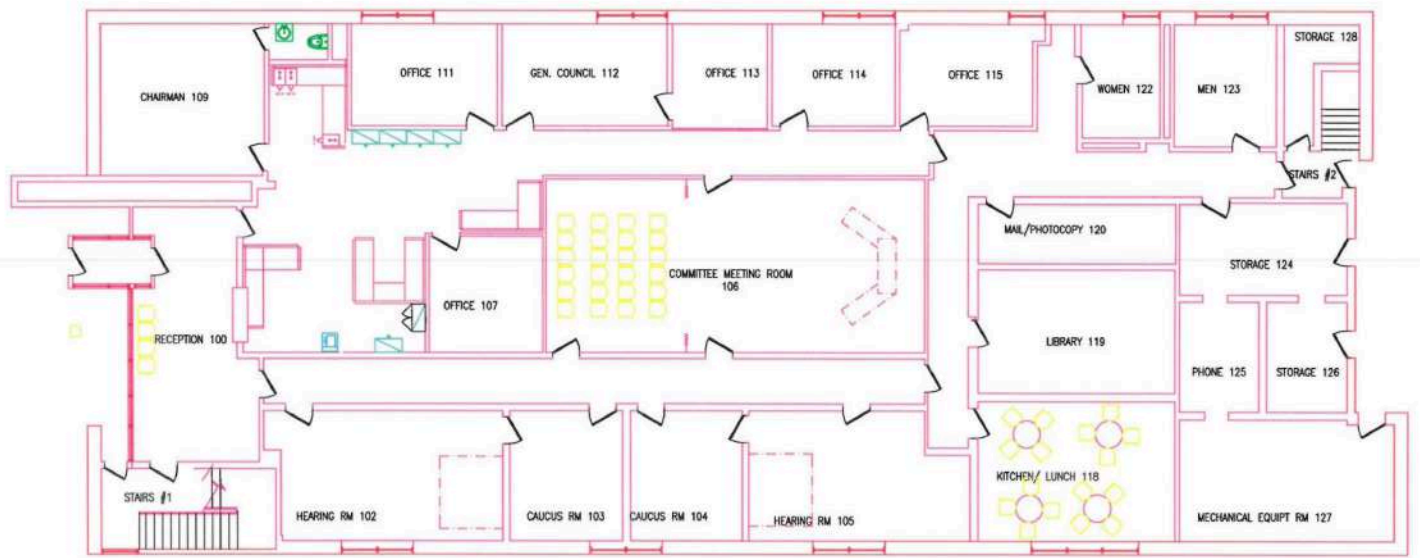 STORAGE 128
OFFICE 111
GEN. COUNCIL 112
OFFICE 113
OFFICE 114
OFFICE 115
WOMEN 122
MEN 123
CHAIRMAN 109
STAIRS #2
MAIL/PHOTOCOPY 120
STORAGE 124
COMMITTEE MEETING ROOM
106
OFFICE 107
RECEPTION 100
LIBRARY 119
PHONE 125
STORAGE 126
KITCHEN/ LUNCH 118
STAIRS #1
HEARING RM 102
CAUCUS RM 103
CAUCUS RM 104
HEARING RM 105
MECHANICAL EQUIPT RM 127